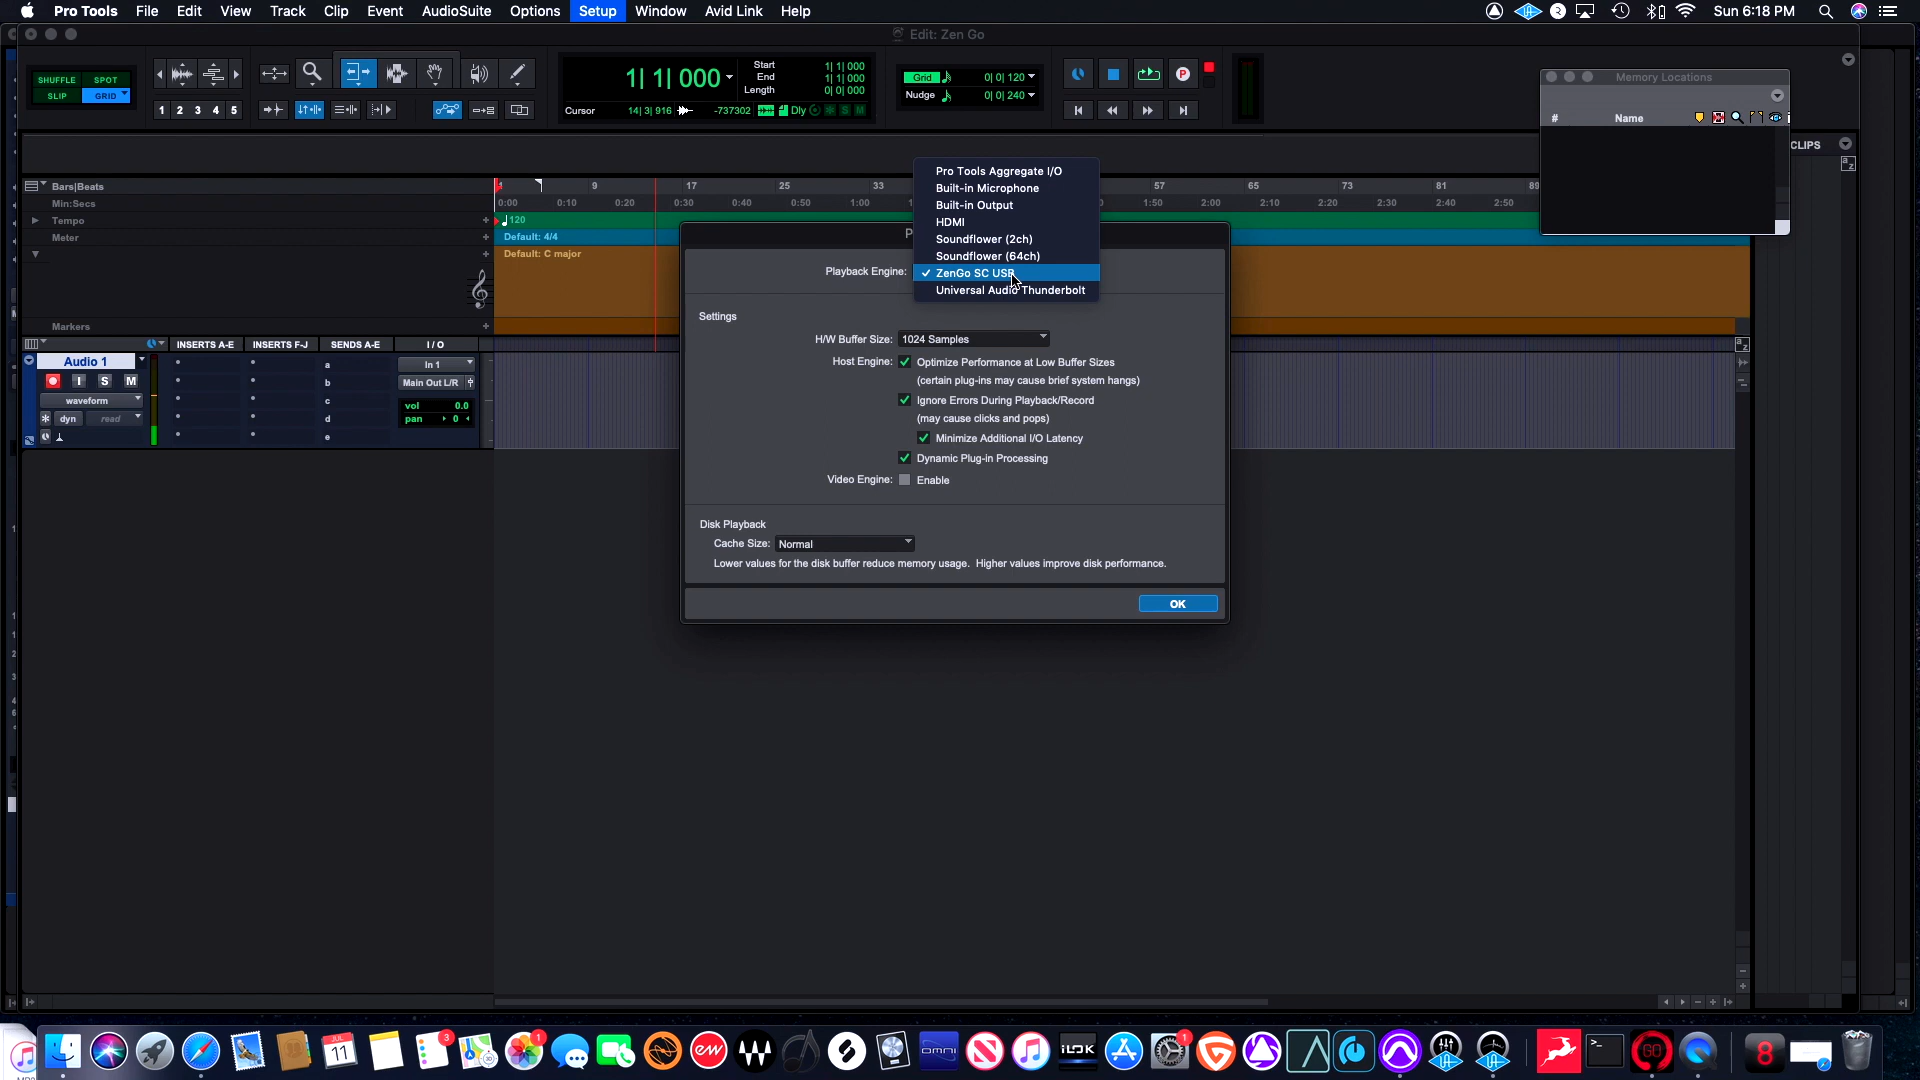 Pro Tools File Edit View Track Clip Event AudioSuite Options Setup Window Avid Link Help Sun 6:18 PM
Edit: Zen Go
SHUFFLE SPOT
SLIP GRID
1 2 3 4 5
1| 1| 000
Start 1| 1| 000
End 1| 1| 000
Length 0| 0| 000
Cursor 14| 3| 916 -737302 Dly S M
Grid 0| 0| 120
Nudge 0| 0| 240
P
Memory Locations
# Name
CLIPS
Bars|Beats 9 17 25 33 57 65 73 81 89
Min:Secs 0:00 0:10 0:20 0:30 0:40 0:50 1:00 1:50 2:00 2:10 2:20 2:30 2:40 2:50
Tempo 120
Meter Default: 4/4
Default: C major
Markers
Pro Tools Aggregate I/O
Built-in Microphone
Built-in Output
HDMI
Soundflower (2ch)
Soundflower (64ch)
✓ ZenGo SC USB
Universal Audio Thunderbolt
Playback Engine:
Settings
H/W Buffer Size: 1024 Samples
Host Engine: Optimize Performance at Low Buffer Sizes
(certain plug-ins may cause brief system hangs)
Ignore Errors During Playback/Record
(may cause clicks and pops)
Minimize Additional I/O Latency
Dynamic Plug-in Processing
Video Engine: Enable
Disk Playback
Cache Size: Normal
Lower values for the disk buffer reduce memory usage. Higher values improve disk performance.
OK
INSERTS A-E INSERTS F-J SENDS A-E I / O
Audio 1
I S M
waveform
dyn read
a
b
c
d
e
In 1
Main Out L/R
vol 0.0
pan 0
JUL
11
3
1
OMNI
iLOK
1
GO
8